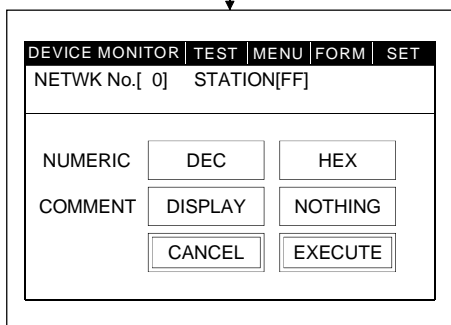 DEVICE MONITOR TEST MENU FORM SET
NETWK No.[ 0] STATION[FF]
NUMERIC DEC HEX
COMMENT DISPLAY NOTHING
CANCEL EXECUTE